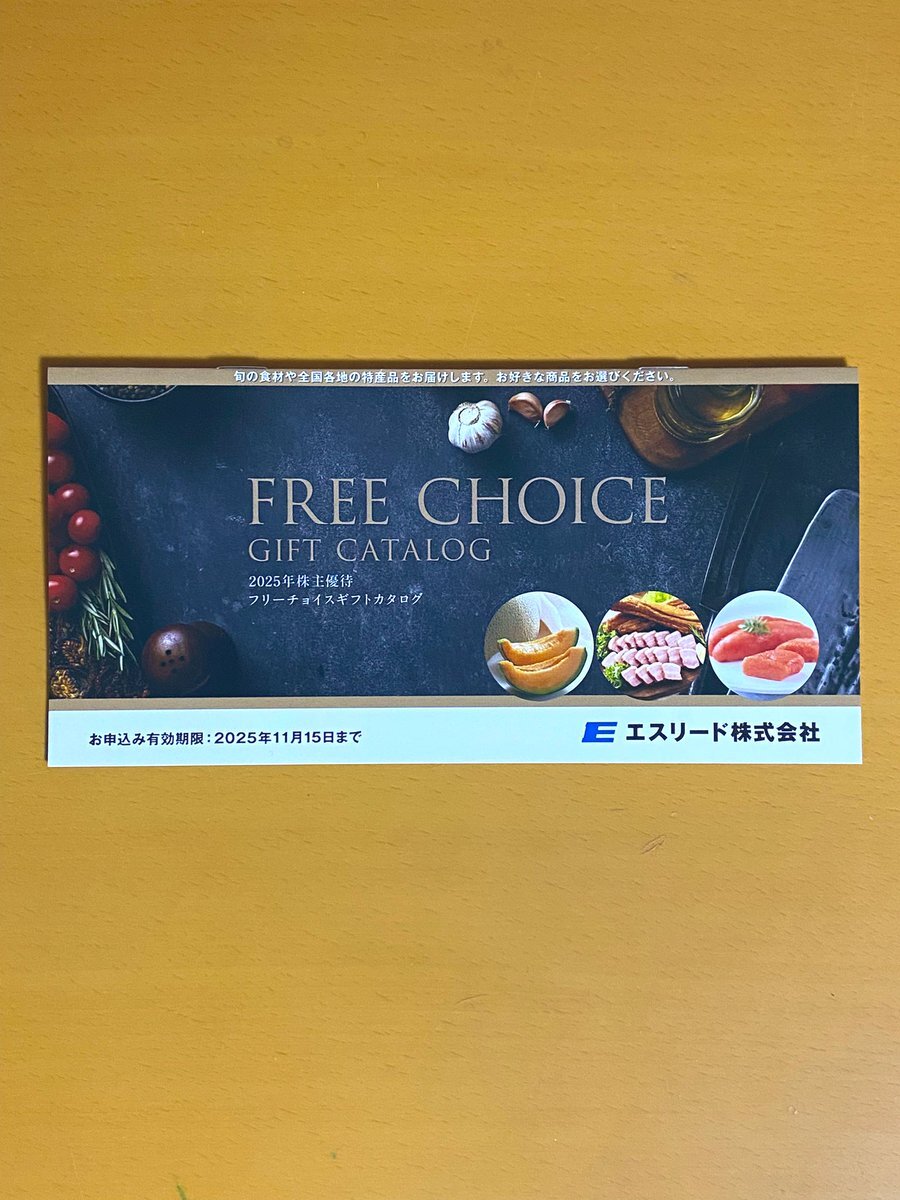 旬の食材や全国各地の特産品をお届けします。お好きな商品をお選びください。
FREE CHOICE
GIFT CATALOG
2025年株主優待
フリーチョイスギフトカタログ
お申込み有効期限：2025年11月15日まで
エスリード株式会社